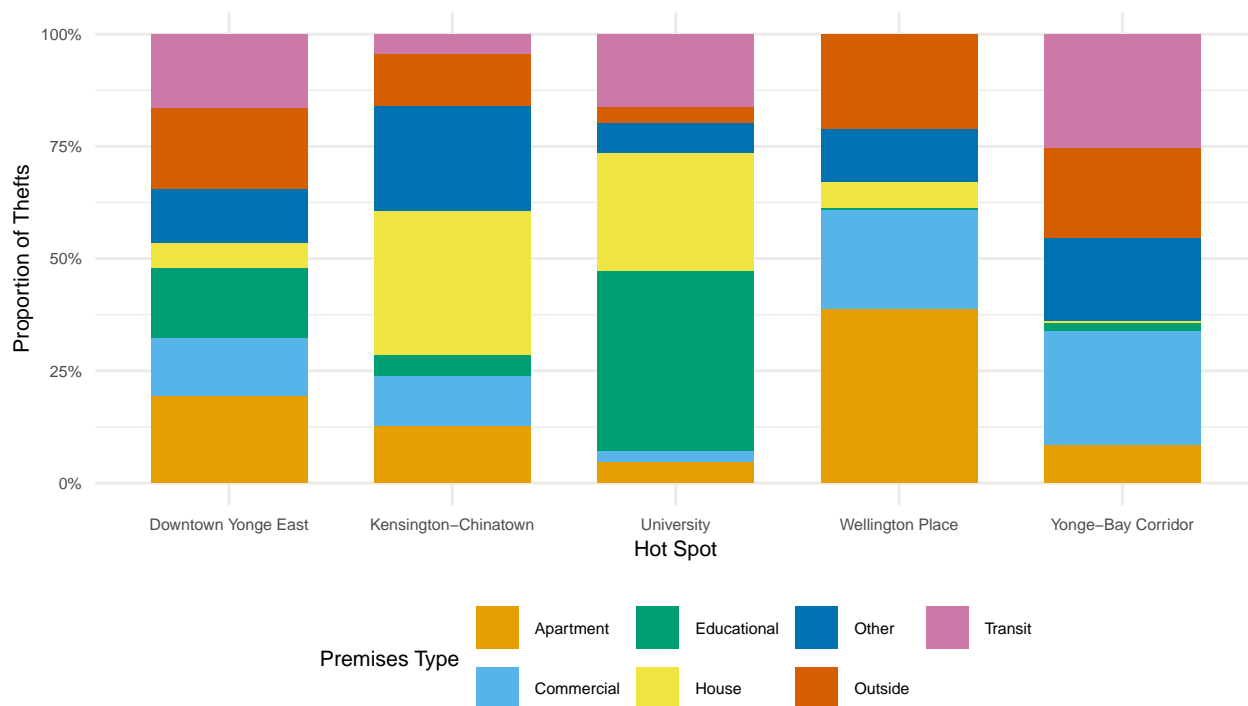 100%
75%
50%
25%
0%
Proportion of Thefts
Downtown Yonge East
Kensington−Chinatown
University
Wellington Place
Yonge−Bay Corridor
Hot Spot
Premises Type
Apartment
Educational
Other
Transit
Commercial
House
Outside